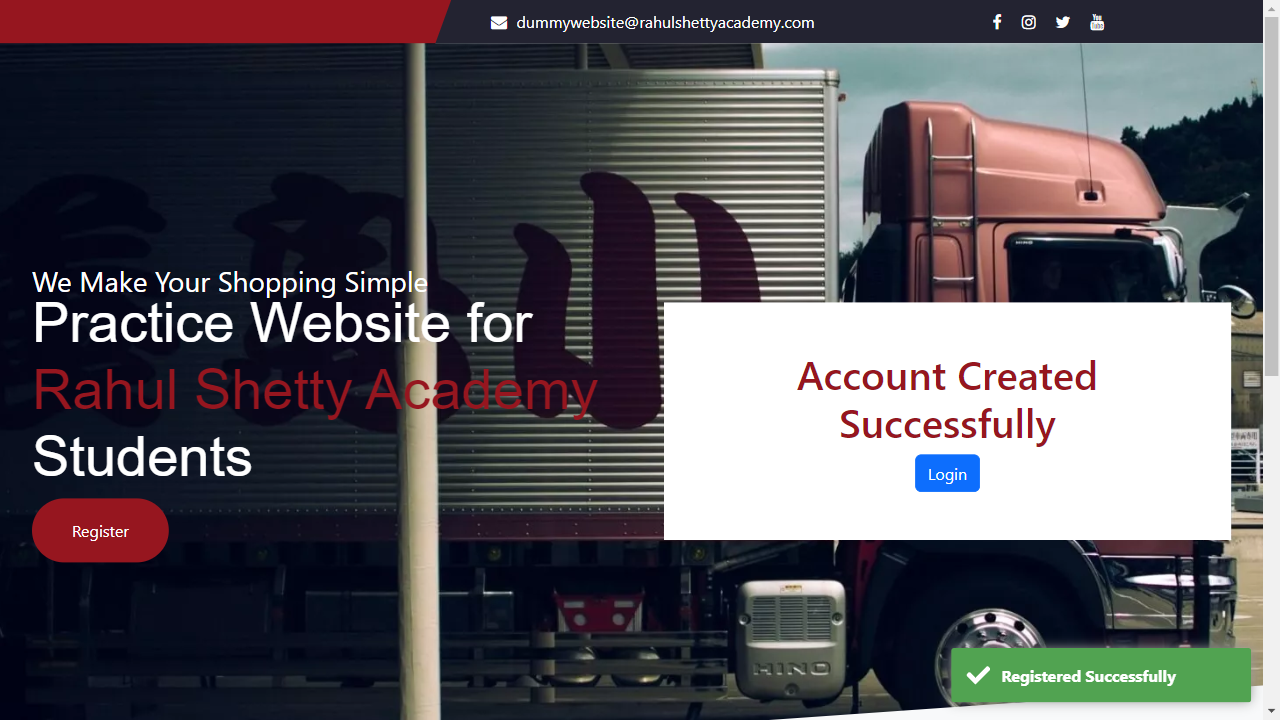 dummywebsite@rahulshettyacademy.com
We Make Your Shopping Simple
Practice Website for
Rahul Shetty Academy
Students
Register
Account Created
Successfully
Login
HINO
Registered Successfully